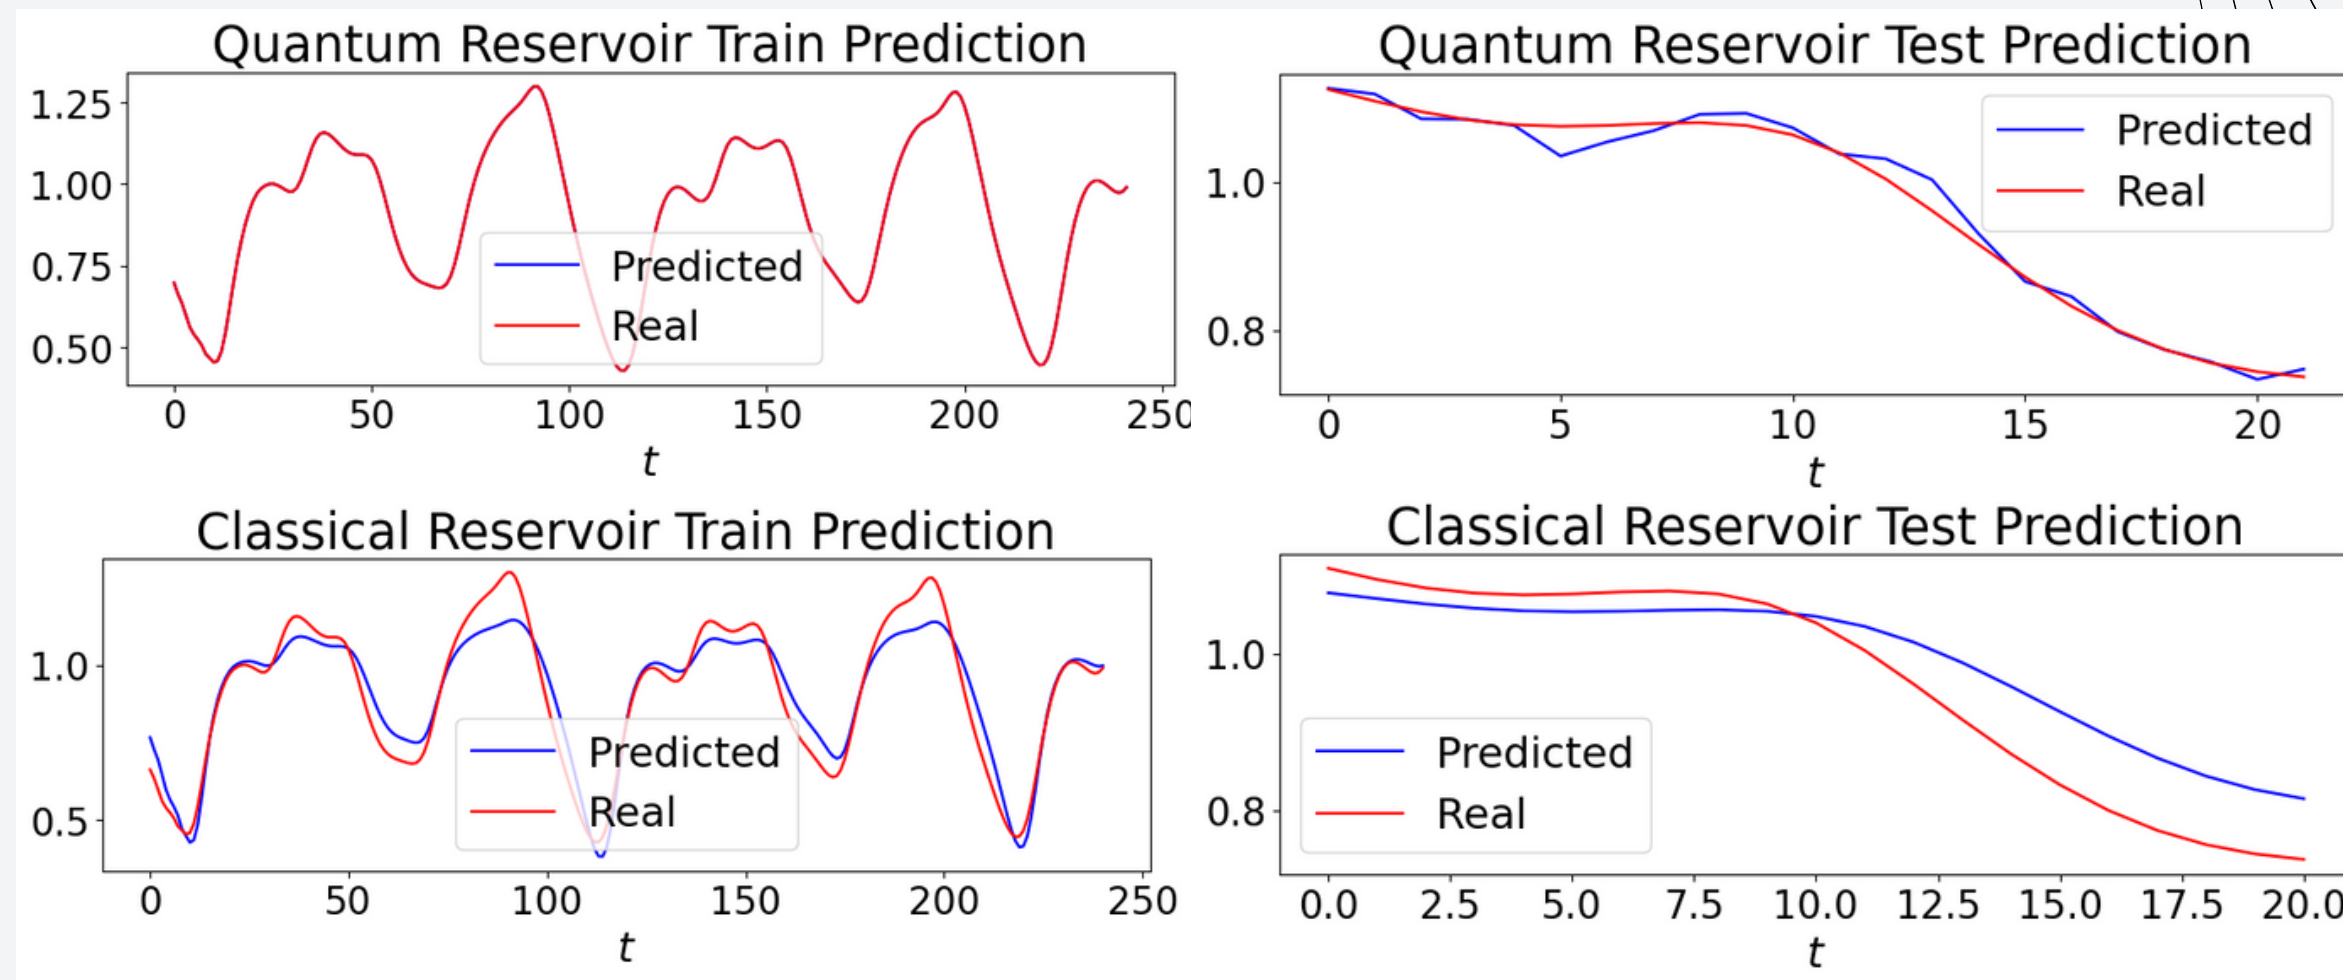 Quantum Reservoir Train Prediction
1.25
1.00
0.75
0.50
Predicted
Real
0 50 100 150 200 250
t
Quantum Reservoir Test Prediction
1.0
0.8
Predicted
Real
0 5 10 15 20
t
Classical Reservoir Train Prediction
1.0
0.5
Predicted
Real
0 50 100 150 200 250
t
Classical Reservoir Test Prediction
1.0
0.8
Predicted
Real
0.0 2.5 5.0 7.5 10.0 12.5 15.0 17.5 20.0
t